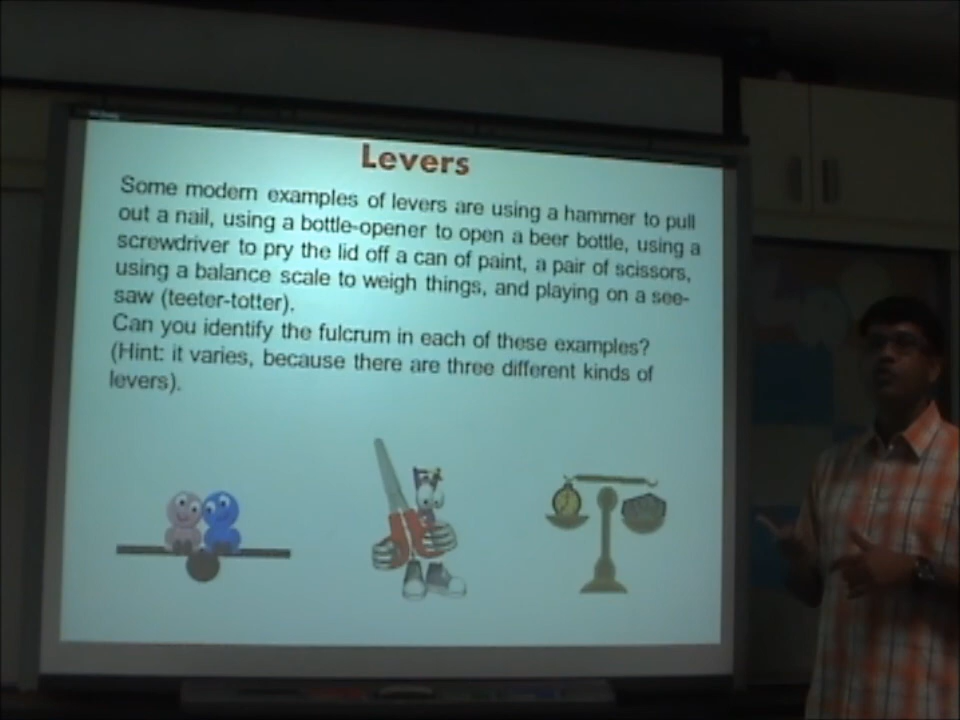 Levers
Some modern examples of levers are using a hammer to pull
out a nail, using a bottle-opener to open a beer bottle, using a
screwdriver to pry the lid off a can of paint, a pair of scissors,
using a balance scale to weigh things, and playing on a see-
saw (teeter-totter).
Can you identify the fulcrum in each of these examples?
(Hint: it varies, because there are three different kinds of
levers).